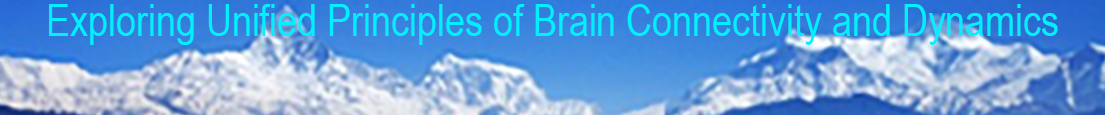 Exploring Unified Principles of Brain Connectivity and Dynamics